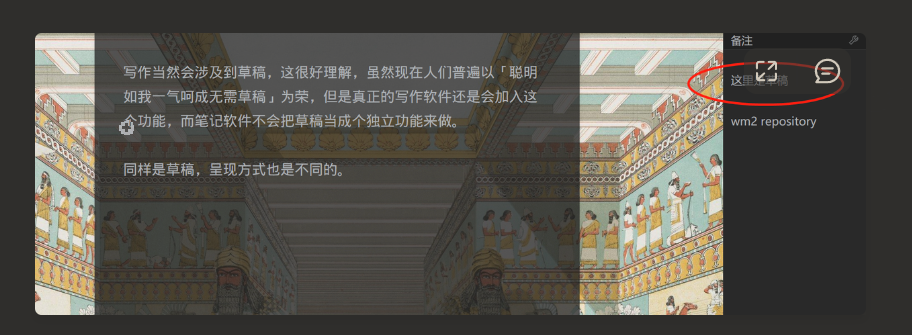 写作当然会涉及到草稿，这很好理解，虽然现在人们普遍以「聪明
如我一气呵成无需草稿」为荣，但是真正的写作软件还是会加入这
个功能，而笔记软件不会把草稿当成个独立功能来做。
同样是草稿，呈现方式也是不同的。
备注
这里是草稿
wm2 repository